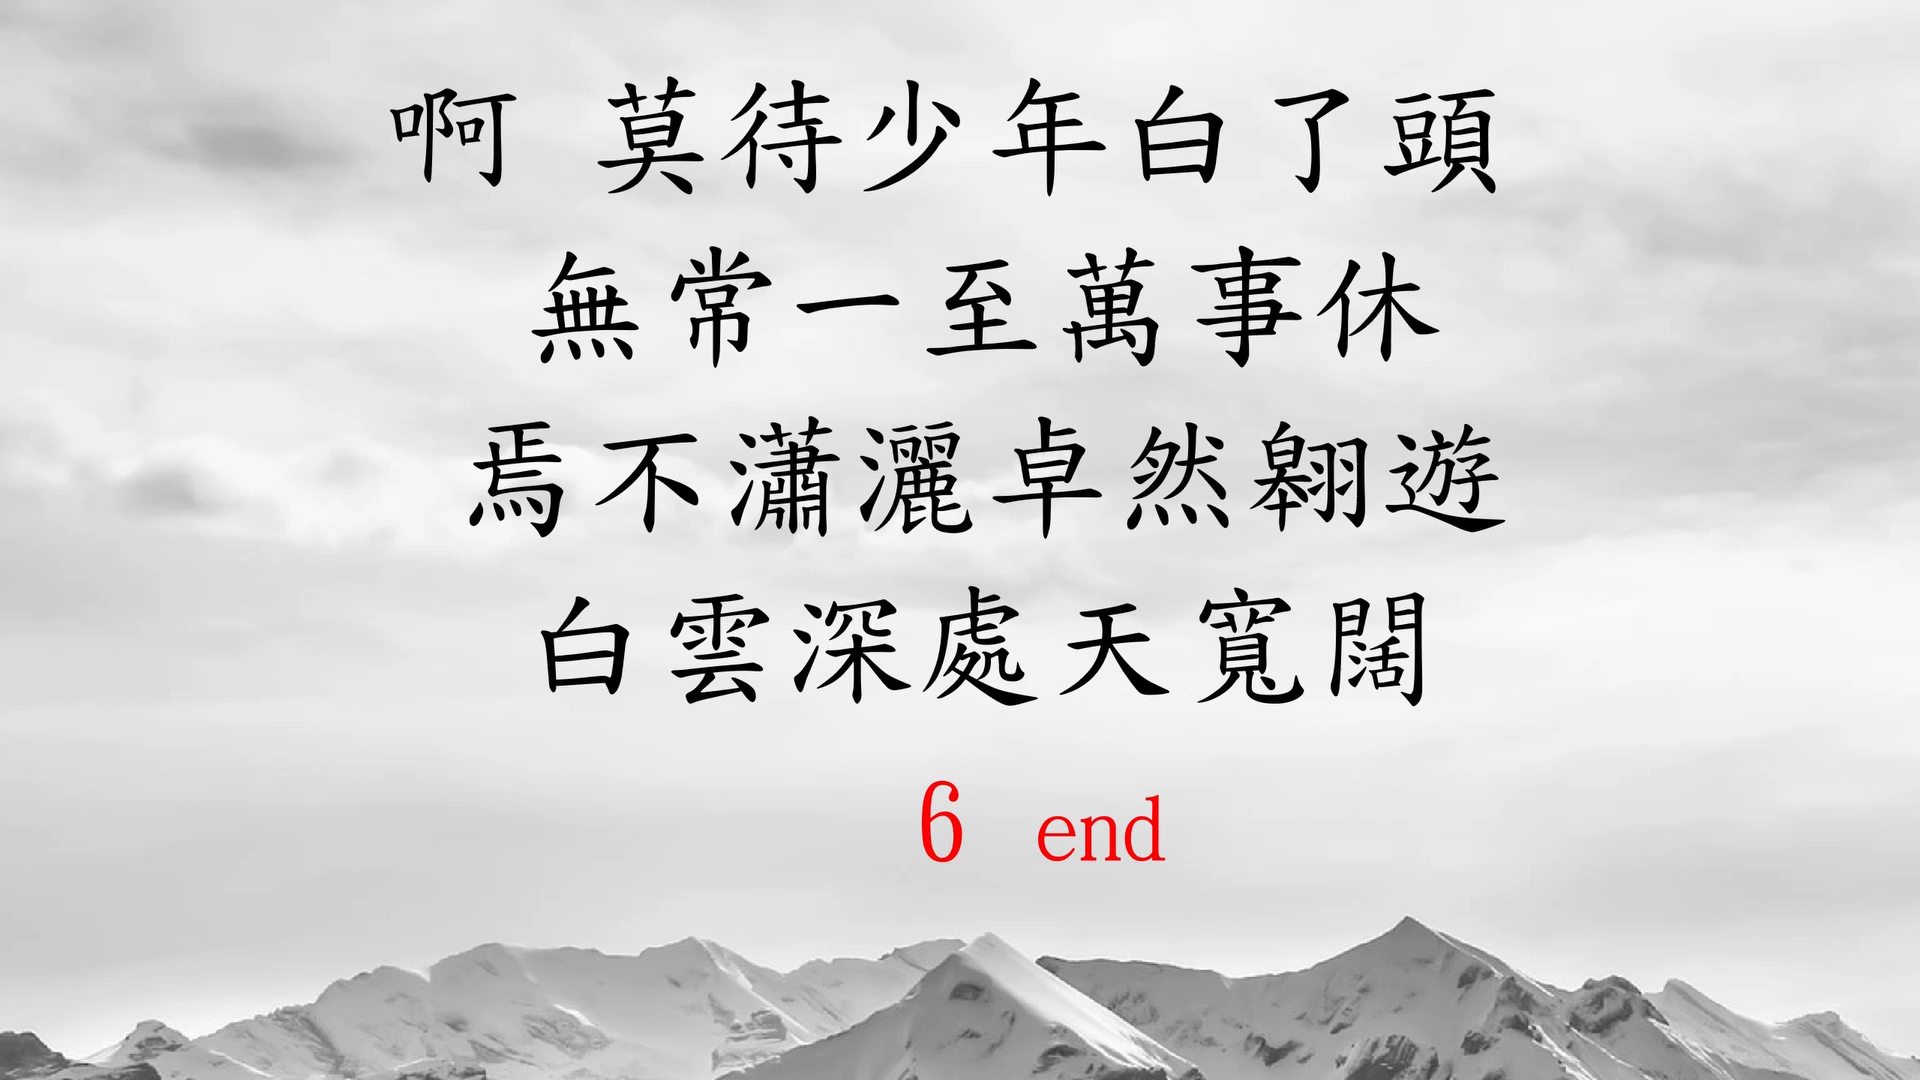 啊 莫待少年白了頭
無常一至萬事休
焉不瀟灑卓然翱遊
白雲深處天寬闊
6 end